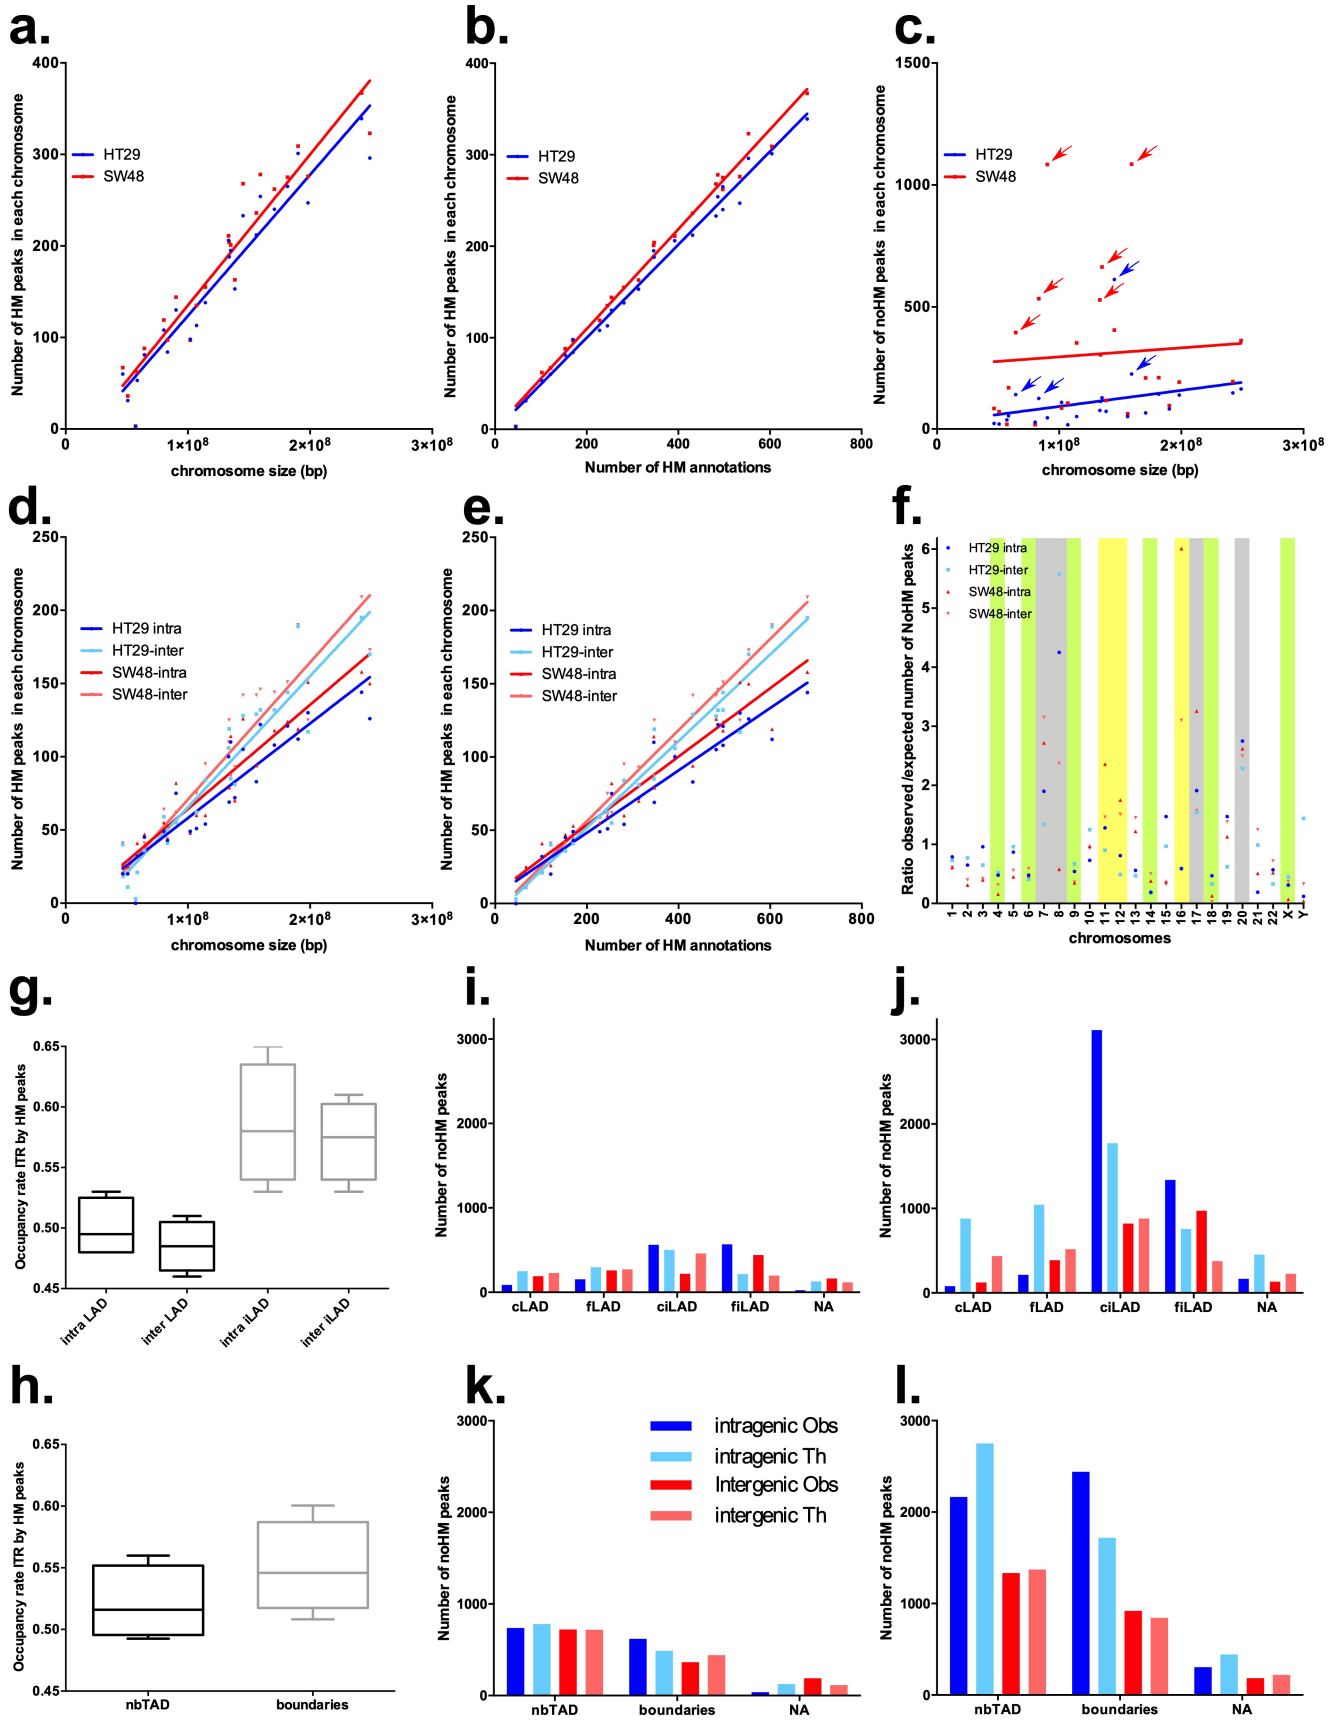 a.
Number of HM peaks in each chromosome
400
300
200
100
0
HT29
SW48
0
1×10⁸
2×10⁸
3×10⁸
chromosome size (bp)
b.
Number of HM peaks in each chromosome
400
300
200
100
0
HT29
SW48
0
200
400
600
800
Number of HM annotations
c.
Number of noHM peaks in each chromosome
1500
1000
500
0
HT29
SW48
0
1×10⁸
2×10⁸
3×10⁸
chromosome size (bp)
d.
Number of HM peaks in each chromosome
250
200
150
100
50
0
HT29 intra
HT29-inter
SW48-intra
SW48-inter
0
1×10⁸
2×10⁸
3×10⁸
chromosome size (bp)
e.
Number of HM peaks in each chromosome
250
200
150
100
50
0
HT29 intra
HT29-inter
SW48-intra
SW48-inter
0
200
400
600
800
Number of HM annotations
f.
Ratio observed /expected number of NoHM peaks
6
5
4
3
2
1
0
HT29 intra
HT29-inter
SW48-intra
SW48-inter
1 2 3 4 5 6 7 8 9 10 11 12 13 14 15 16 17 18 19 20 21 22 X Y
chromosomes
g.
Occupancy rate ITR by HM peaks
0.65
0.60
0.55
0.50
0.45
intra LAD
inter LAD
intra iLAD
inter iLAD
i.
Number of noHM peaks
3000
2000
1000
0
cLAD
fLAD
ciLAD
fiLAD
NA
j.
Number of noHM peaks
3000
2000
1000
0
cLAD
fLAD
ciLAD
fiLAD
NA
h.
Occupancy rate ITR by HM peaks
0.65
0.60
0.55
0.50
0.45
nbTAD
boundaries
k.
Number of noHM peaks
3000
2000
1000
0
intragenic Obs
intragenic Th
Intergenic Obs
intergenic Th
nbTAD
boundaries
NA
l.
Number of noHM peaks
3000
2000
1000
0
nbTAD
boundaries
NA